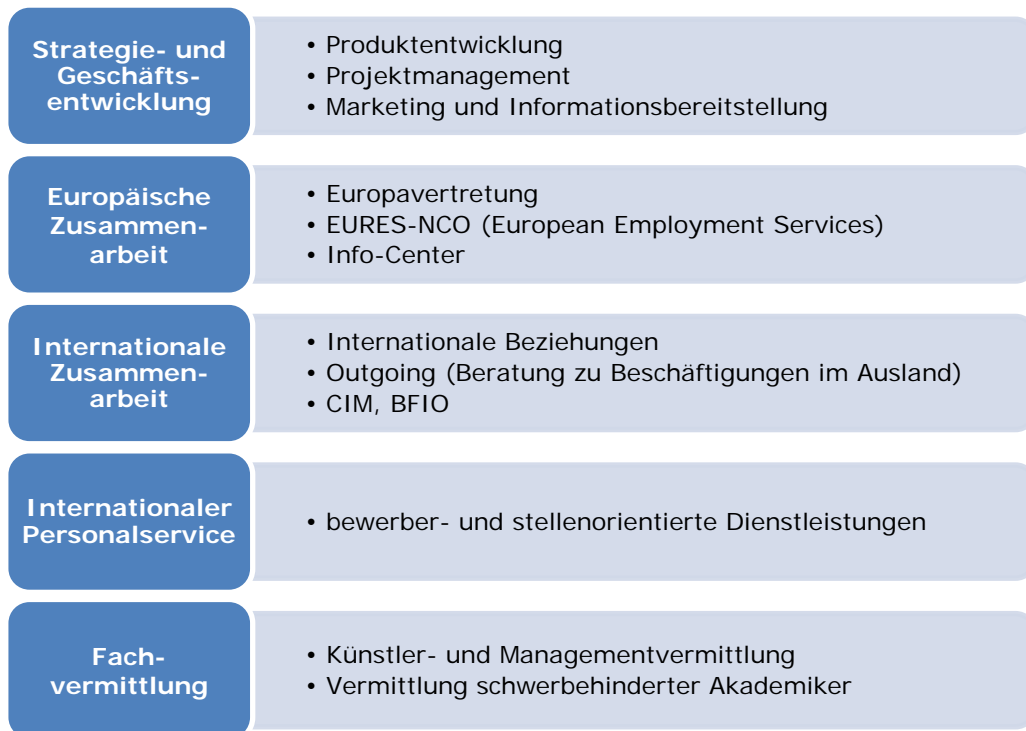 Strategie- und
Geschäfts-
entwicklung
• Produktentwicklung
• Projektmanagement
• Marketing und Informationsbereitstellung
Europäische
Zusammen-
arbeit
• Europavertretung
• EURES-NCO (European Employment Services)
• Info-Center
Internationale
Zusammen-
arbeit
• Internationale Beziehungen
• Outgoing (Beratung zu Beschäftigungen im Ausland)
• CIM, BFIO
Internationaler
Personalservice
• bewerber- und stellenorientierte Dienstleistungen
Fach-
vermittlung
• Künstler- und Managementvermittlung
• Vermittlung schwerbehinderter Akademiker